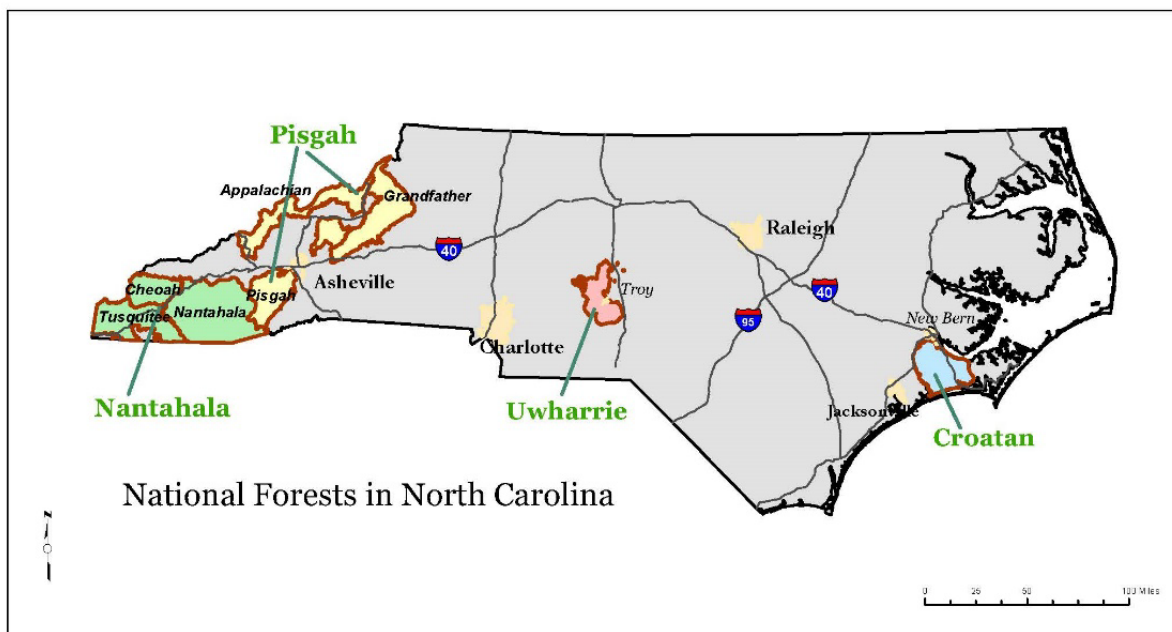 Pisgah
Appalachian
Grandfather
40
Raleigh
Asheville
Cheoah
Pisgah
Troy
40
Tusquitee
Nantahala
95
New Bern
Charlotte
Nantahala
Uwharrie
Jacksonville
Croatan
National Forests in North Carolina
N
0 25 50 100 Miles